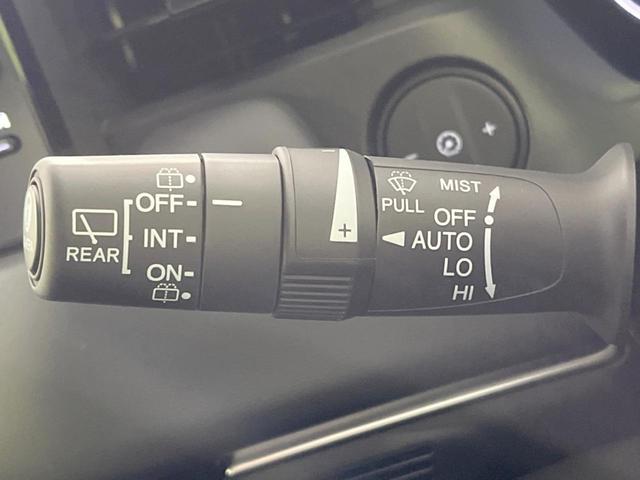 OFF
INT
REAR
ON
-
+
PULL
MIST
OFF
AUTO
LO
HI
+